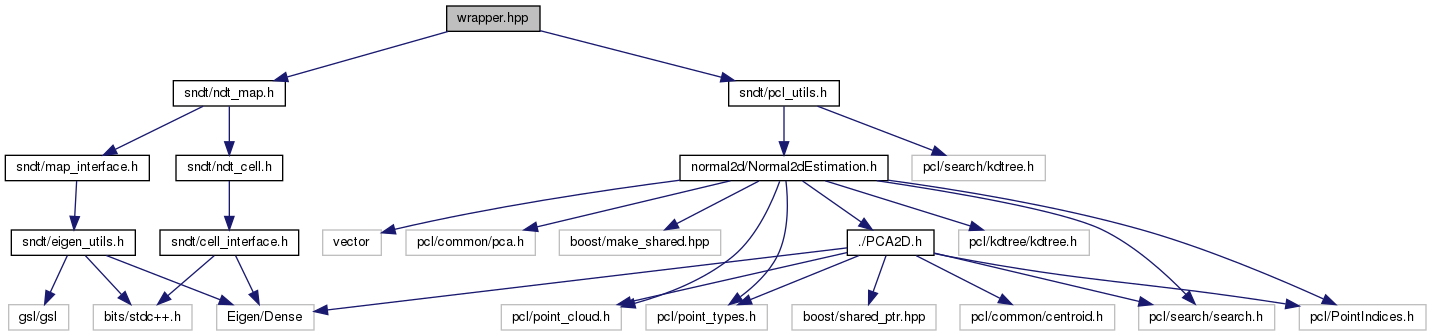 wrapper.hpp
sndt/ndt_map.h
sndt/pcl_utils.h
sndt/map_interface.h
sndt/ndt_cell.h
normal2d/Normal2dEstimation.h
pcl/search/kdtree.h
sndt/eigen_utils.h
sndt/cell_interface.h
vector
pcl/common/pca.h
boost/make_shared.hpp
./PCA2D.h
pcl/kdtree/kdtree.h
gsl/gsl
bits/stdc++.h
Eigen/Dense
pcl/point_cloud.h
pcl/point_types.h
boost/shared_ptr.hpp
pcl/common/centroid.h
pcl/search/search.h
pcl/PointIndices.h